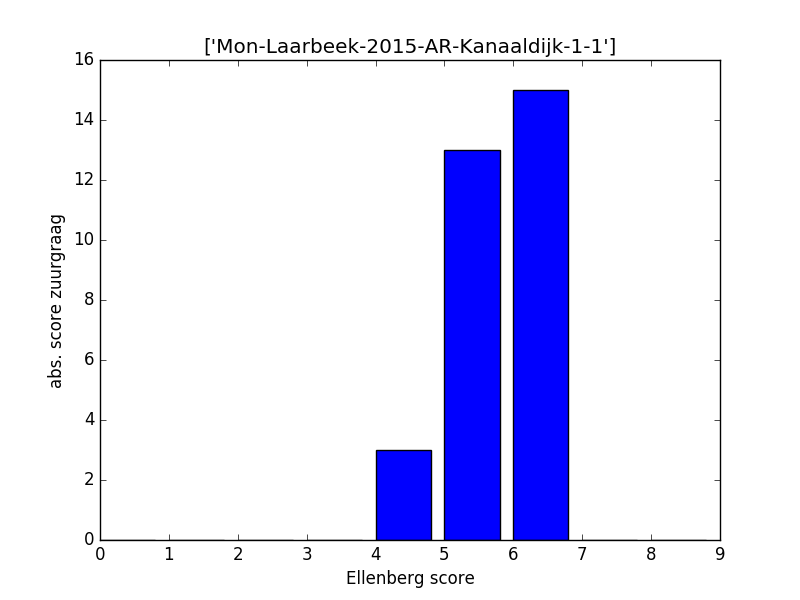 ['Mon-Laarbeek-2015-AR-Kanaaldijk-1-1']
16
14
12
10
8
6
4
2
0
abs. score zuurgraag
0 1 2 3 4 5 6 7 8 9
Ellenberg score